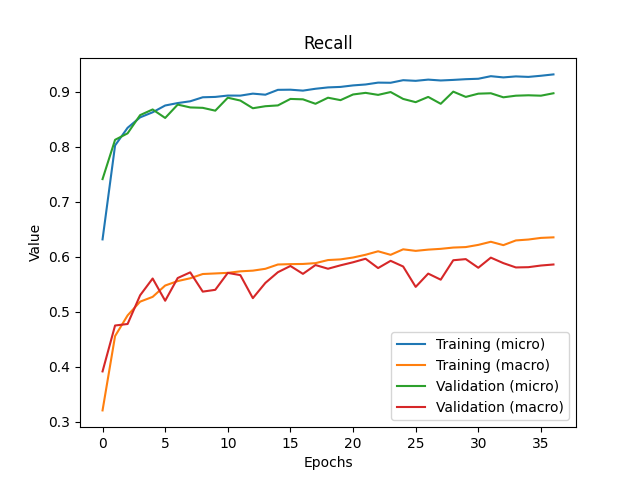 Recall
0.9
0.8
0.7
0.6
0.5
0.4
0.3
Value
0 5 10 15 20 25 30 35
Epochs
Training (micro)
Training (macro)
Validation (micro)
Validation (macro)